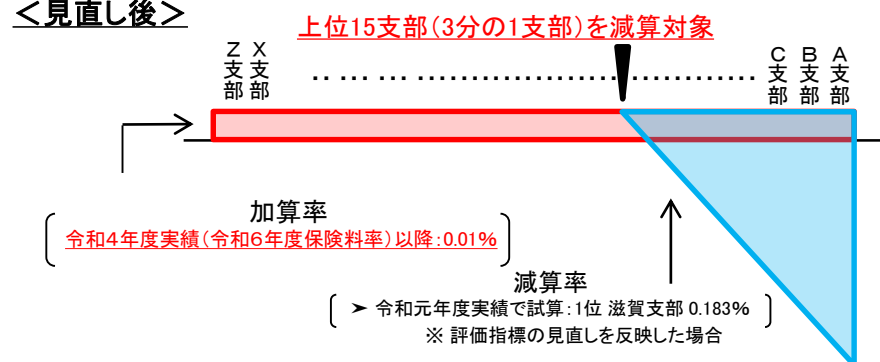 <見直し後>
上位15支部(3分の1支部)を減算対象
Z支部 X支部 ‥ … … ………………………… C支部 B支部 A支部
加算率
令和4年度実績(令和6年度保険料率)以降:0.01%
減算率
➤ 令和元年度実績で試算:1位 滋賀支部 0.183%
※ 評価指標の見直しを反映した場合